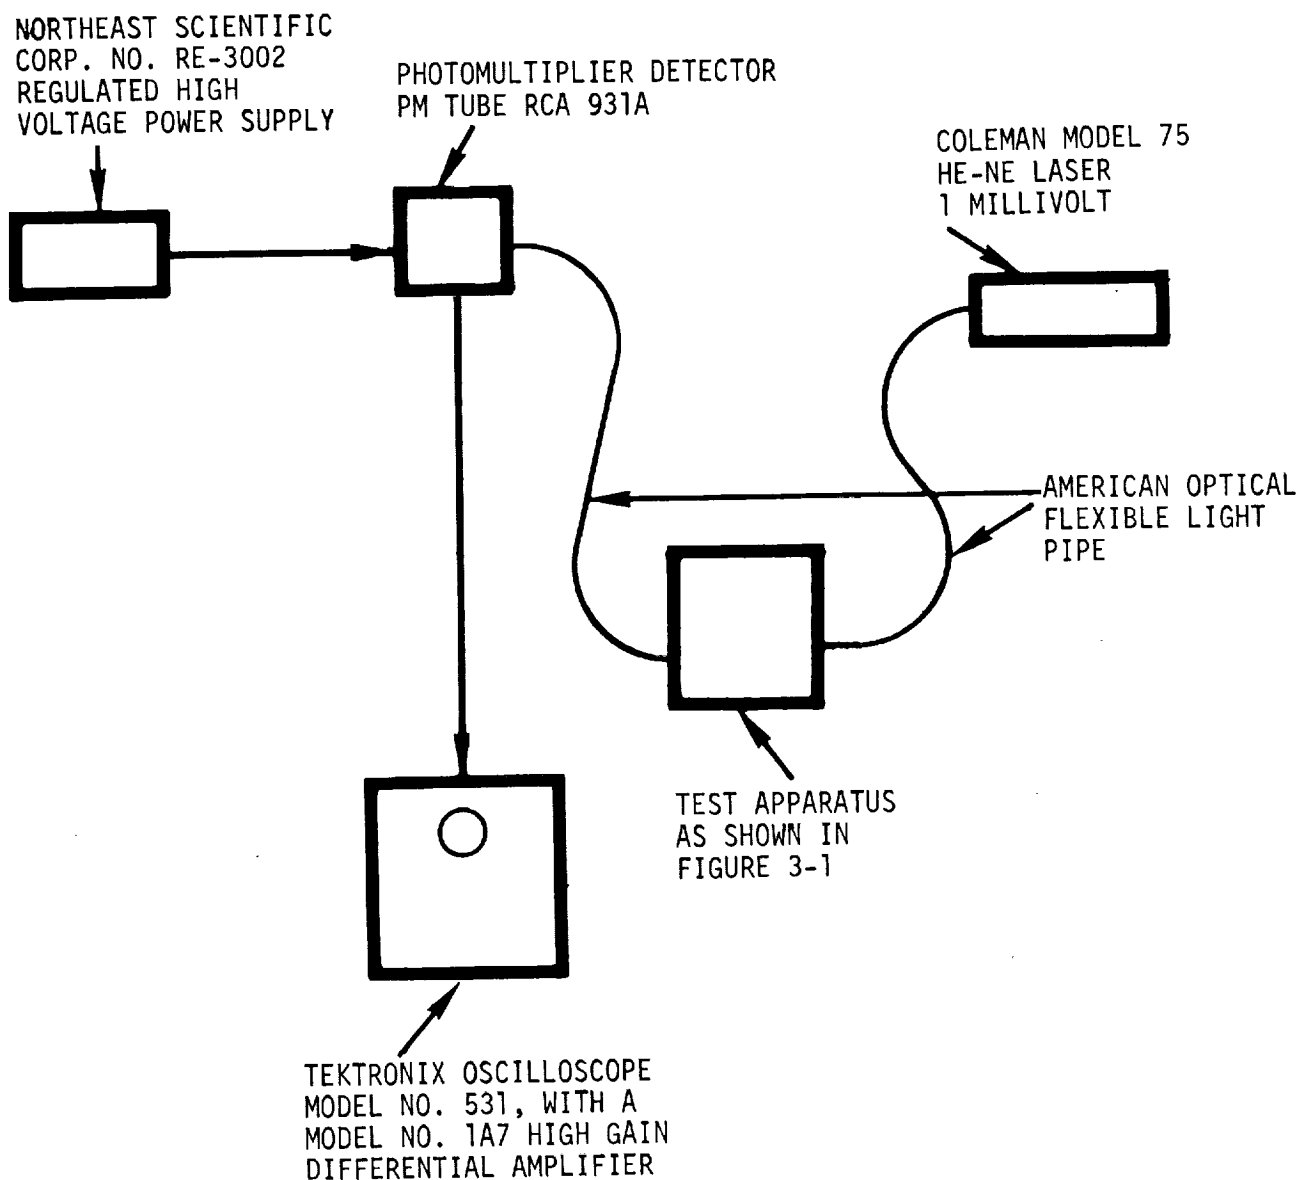 NORTHEAST SCIENTIFIC
CORP. NO. RE-3002
REGULATED HIGH
VOLTAGE POWER SUPPLY
PHOTOMULTIPLIER DETECTOR
PM TUBE RCA 931A
COLEMAN MODEL 75
HE-NE LASER
1 MILLIVOLT
AMERICAN OPTICAL
FLEXIBLE LIGHT
PIPE
TEST APPARATUS
AS SHOWN IN
FIGURE 3-1
TEKTRONIX OSCILLOSCOPE
MODEL NO. 531, WITH A
MODEL NO. 1A7 HIGH GAIN
DIFFERENTIAL AMPLIFIER